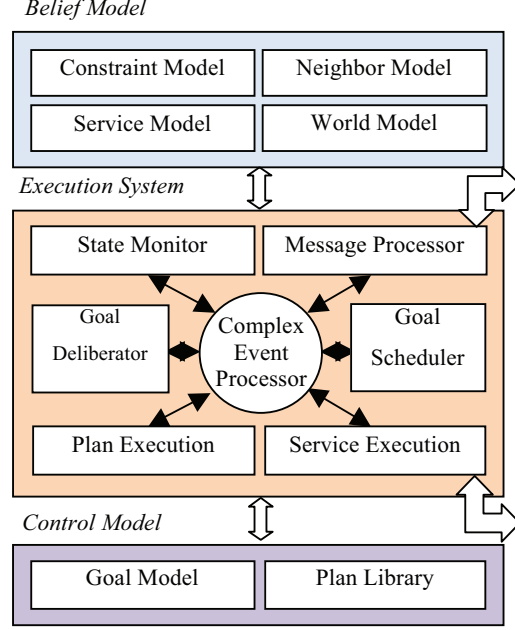 Belief Model
Constraint Model
Neighbor Model
Service Model
World Model
Execution System
State Monitor
Message Processor
Goal
Deliberator
Complex
Event
Processor
Goal
Scheduler
Plan Execution
Service Execution
Control Model
Goal Model
Plan Library